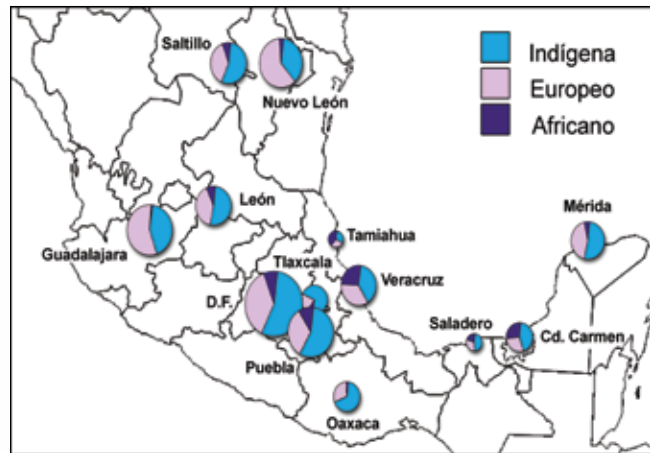 Saltillo
Nuevo León
Indígena
Europeo
Africano
León
Guadalajara
Tamiahua
Mérida
Tlaxcala
Veracruz
D.F.
Saladero
Cd. Carmen
Puebla
Oaxaca